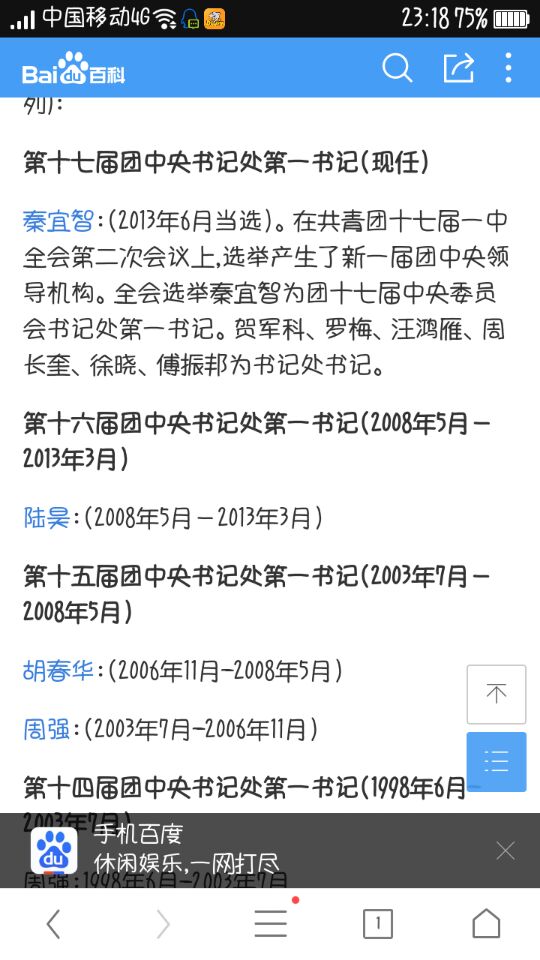 中国移动4G
23:18 75%
Baidu百科
列):
第十七届团中央书记处第一书记(现任)
秦宜智:(2013年6月当选)。在共青团十七届一中
全会第二次会议上,选举产生了新一届团中央领
导机构。全会选举秦宜智为团十七届中央委员
会书记处第一书记。贺军科、罗梅、汪鸿雁、周
长奎、徐晓、傅振邦为书记处书记。
第十六届团中央书记处第一书记(2008年5月－
2013年3月)
陆昊:(2008年5月－2013年3月)
第十五届团中央书记处第一书记(2003年7月－
2008年5月)
胡春华:(2006年11月-2008年5月)
周强:(2003年7月-2006年11月)
第十四届团中央书记处第一书记(1998年6月-
2003年7月)
手机百度
du
休闲娱乐,一网打尽
周强:1998年6月-2003年7月
1